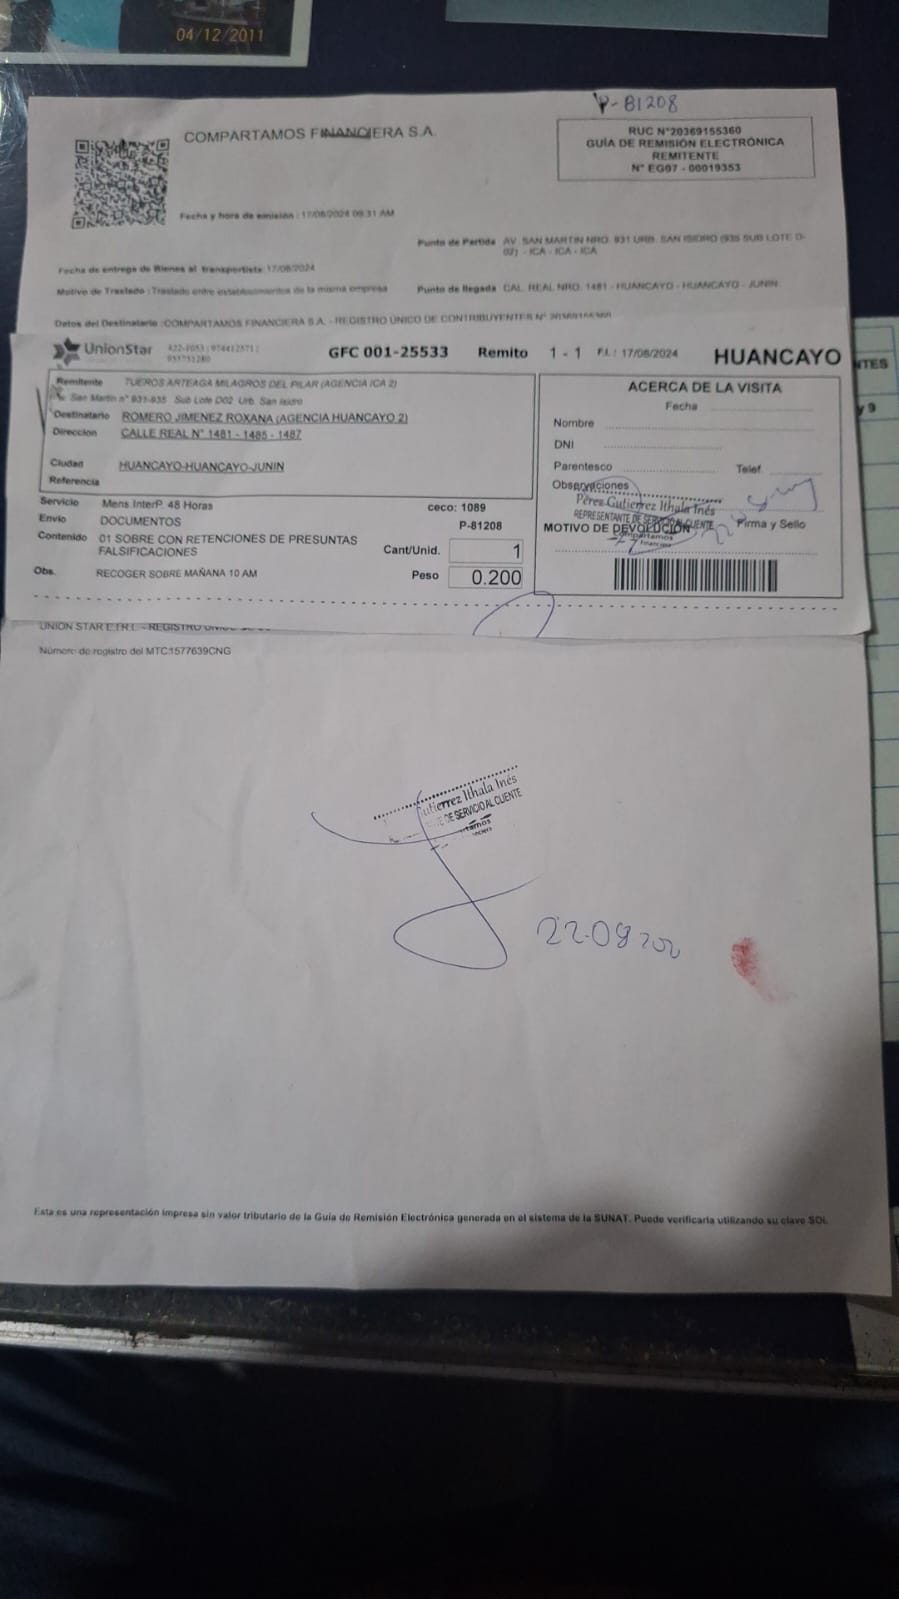 04/12/2011
P-81208
COMPARTAMOS FINANCIERA S.A.
RUC N°20369155360
GUÍA DE REMISIÓN ELECTRÓNICA
REMITENTE
N° EG07 - 00019353
Fecha y hora de emisión : 17/08/2024 09:31 AM
Punto de Partida AV. SAN MARTIN NRO. 931 URB. SAN ISIDRO (935 SUB LOTE D-
02) - ICA - ICA - ICA
Fecha de entrega de Bienes al transportista: 17/08/2024
Motivo de Traslado : Traslado entre establecimientos de la misma empresa
Punto de llegada CAL. REAL NRO. 1481 - HUANCAYO - HUANCAYO - JUNIN
Datos del Destinatario : COMPARTAMOS FINANCIERA S.A. - REGISTRO ÚNICO DE CONTRIBUYENTES N° 20369155360
UnionStar
GFC 001-25533 Remito 1 - 1 F.I.: 17/08/2024 HUANCAYO
Remitente TUEROS ARTEAGA MILAGROS DEL PILAR (AGENCIA ICA 2)
San Martin n° 931-935 Sub Lote D02 Urb. San Isidro
Destinatario ROMERO JIMENEZ ROXANA (AGENCIA HUANCAYO 2)
Direccion CALLE REAL N° 1481 - 1485 - 1487
Ciudad HUANCAYO-HUANCAYO-JUNIN
Referencia
Servicio Mens InterP. 48 Horas
ceco: 1089
Envio DOCUMENTOS
P-81208
Contenido 01 SOBRE CON RETENCIONES DE PRESUNTAS
FALSIFICACIONES
Cant/Unid. 1
Obs. RECOGER SOBRE MAÑANA 10 AM
Peso 0.200
ACERCA DE LA VISITA
Fecha
Nombre
DNI
Parentesco Telef.
Observaciones
Pérez Gutierrez Ithala Inés
REPRESENTANTE DE SERVICIO AL CLIENTE
Compartamos
financiera
MOTIVO DE DEVOLUCIÓN
Firma y Sello
UNION STAR E.I.R.L. - REGISTRO
Número de registro del MTC:1577639CNG
Gutierrez Ithala Inés
DE SERVICIO AL CLIENTE
22.08 202
Esta es una representación impresa sin valor tributario de la Guía de Remisión Electrónica generada en el sistema de la SUNAT. Puede verificarla utilizando su clave SOL.